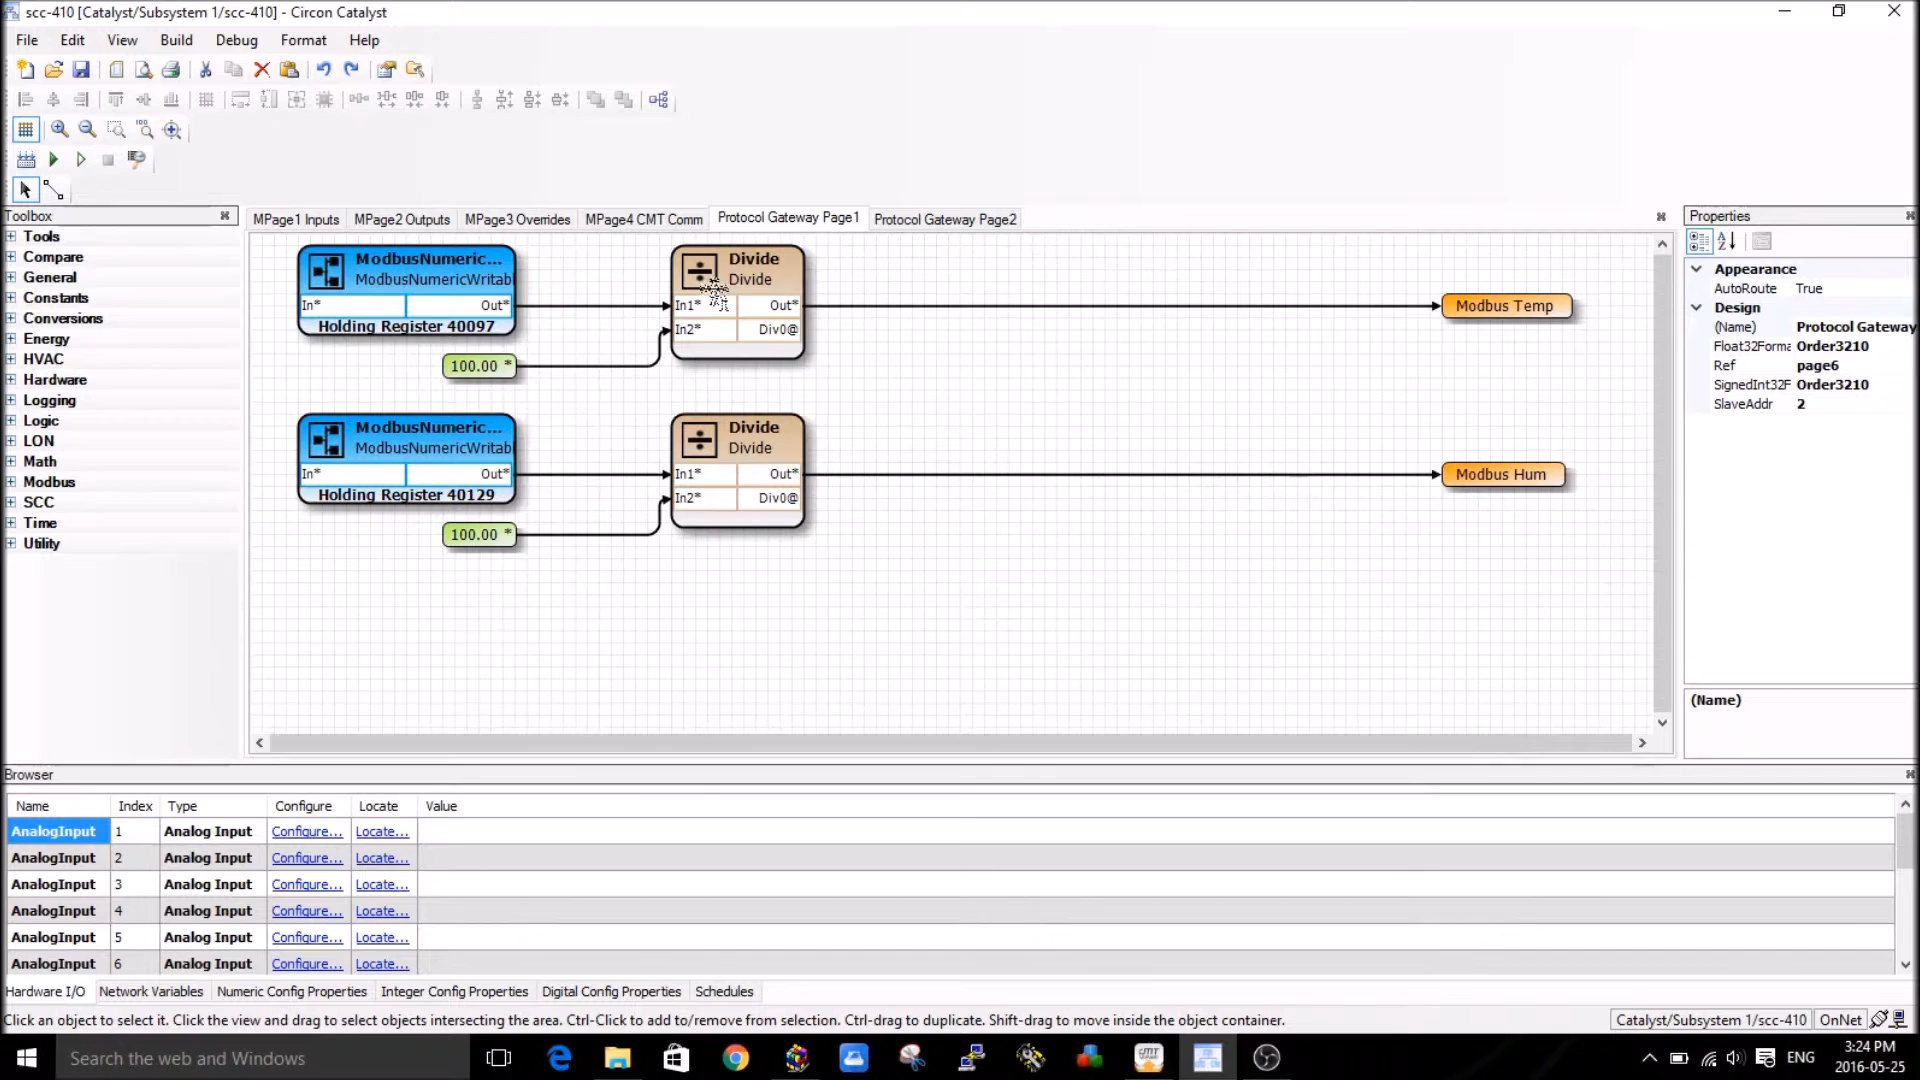 scc-410 [Catalyst/Subsystem 1/scc-410] - Circon Catalyst
File Edit View Build Debug Format Help
Toolbox
Tools
Compare
General
Constants
Conversions
Energy
HVAC
Hardware
Logging
Logic
LON
Math
Modbus
SCC
Time
Utility
MPage1 Inputs MPage2 Outputs MPage3 Overrides MPage4 CMT Comm Protocol Gateway Page1 Protocol Gateway Page2
ModbusNumeric...
ModbusNumericWritabl
In* Out*
Holding Register 40097
100.00 *
Divide
Divide
In1* Out*
In2* Div0@
Modbus Temp
ModbusNumeric...
ModbusNumericWritabl
In* Out*
Holding Register 40129
100.00 *
Divide
Divide
In1* Out*
In2* Div0@
Modbus Hum
Properties
Appearance
AutoRoute True
Design
(Name) Protocol Gateway
Float32Forma Order3210
Ref page6
SignedInt32F Order3210
SlaveAddr 2
(Name)
Browser
Name Index Type Configure Locate Value
AnalogInput 1 Analog Input Configure... Locate...
AnalogInput 2 Analog Input Configure... Locate...
AnalogInput 3 Analog Input Configure... Locate...
AnalogInput 4 Analog Input Configure... Locate...
AnalogInput 5 Analog Input Configure... Locate...
AnalogInput 6 Analog Input Configure... Locate...
Hardware I/O Network Variables Numeric Config Properties Integer Config Properties Digital Config Properties Schedules
Click an object to select it. Click the view and drag to select objects intersecting the area. Ctrl-Click to add to/remove from selection. Ctrl-drag to duplicate. Shift-drag to move inside the object container. Catalyst/Subsystem 1/scc-410 OnNet
Search the web and Windows
ENG
3:24 PM
2016-05-25